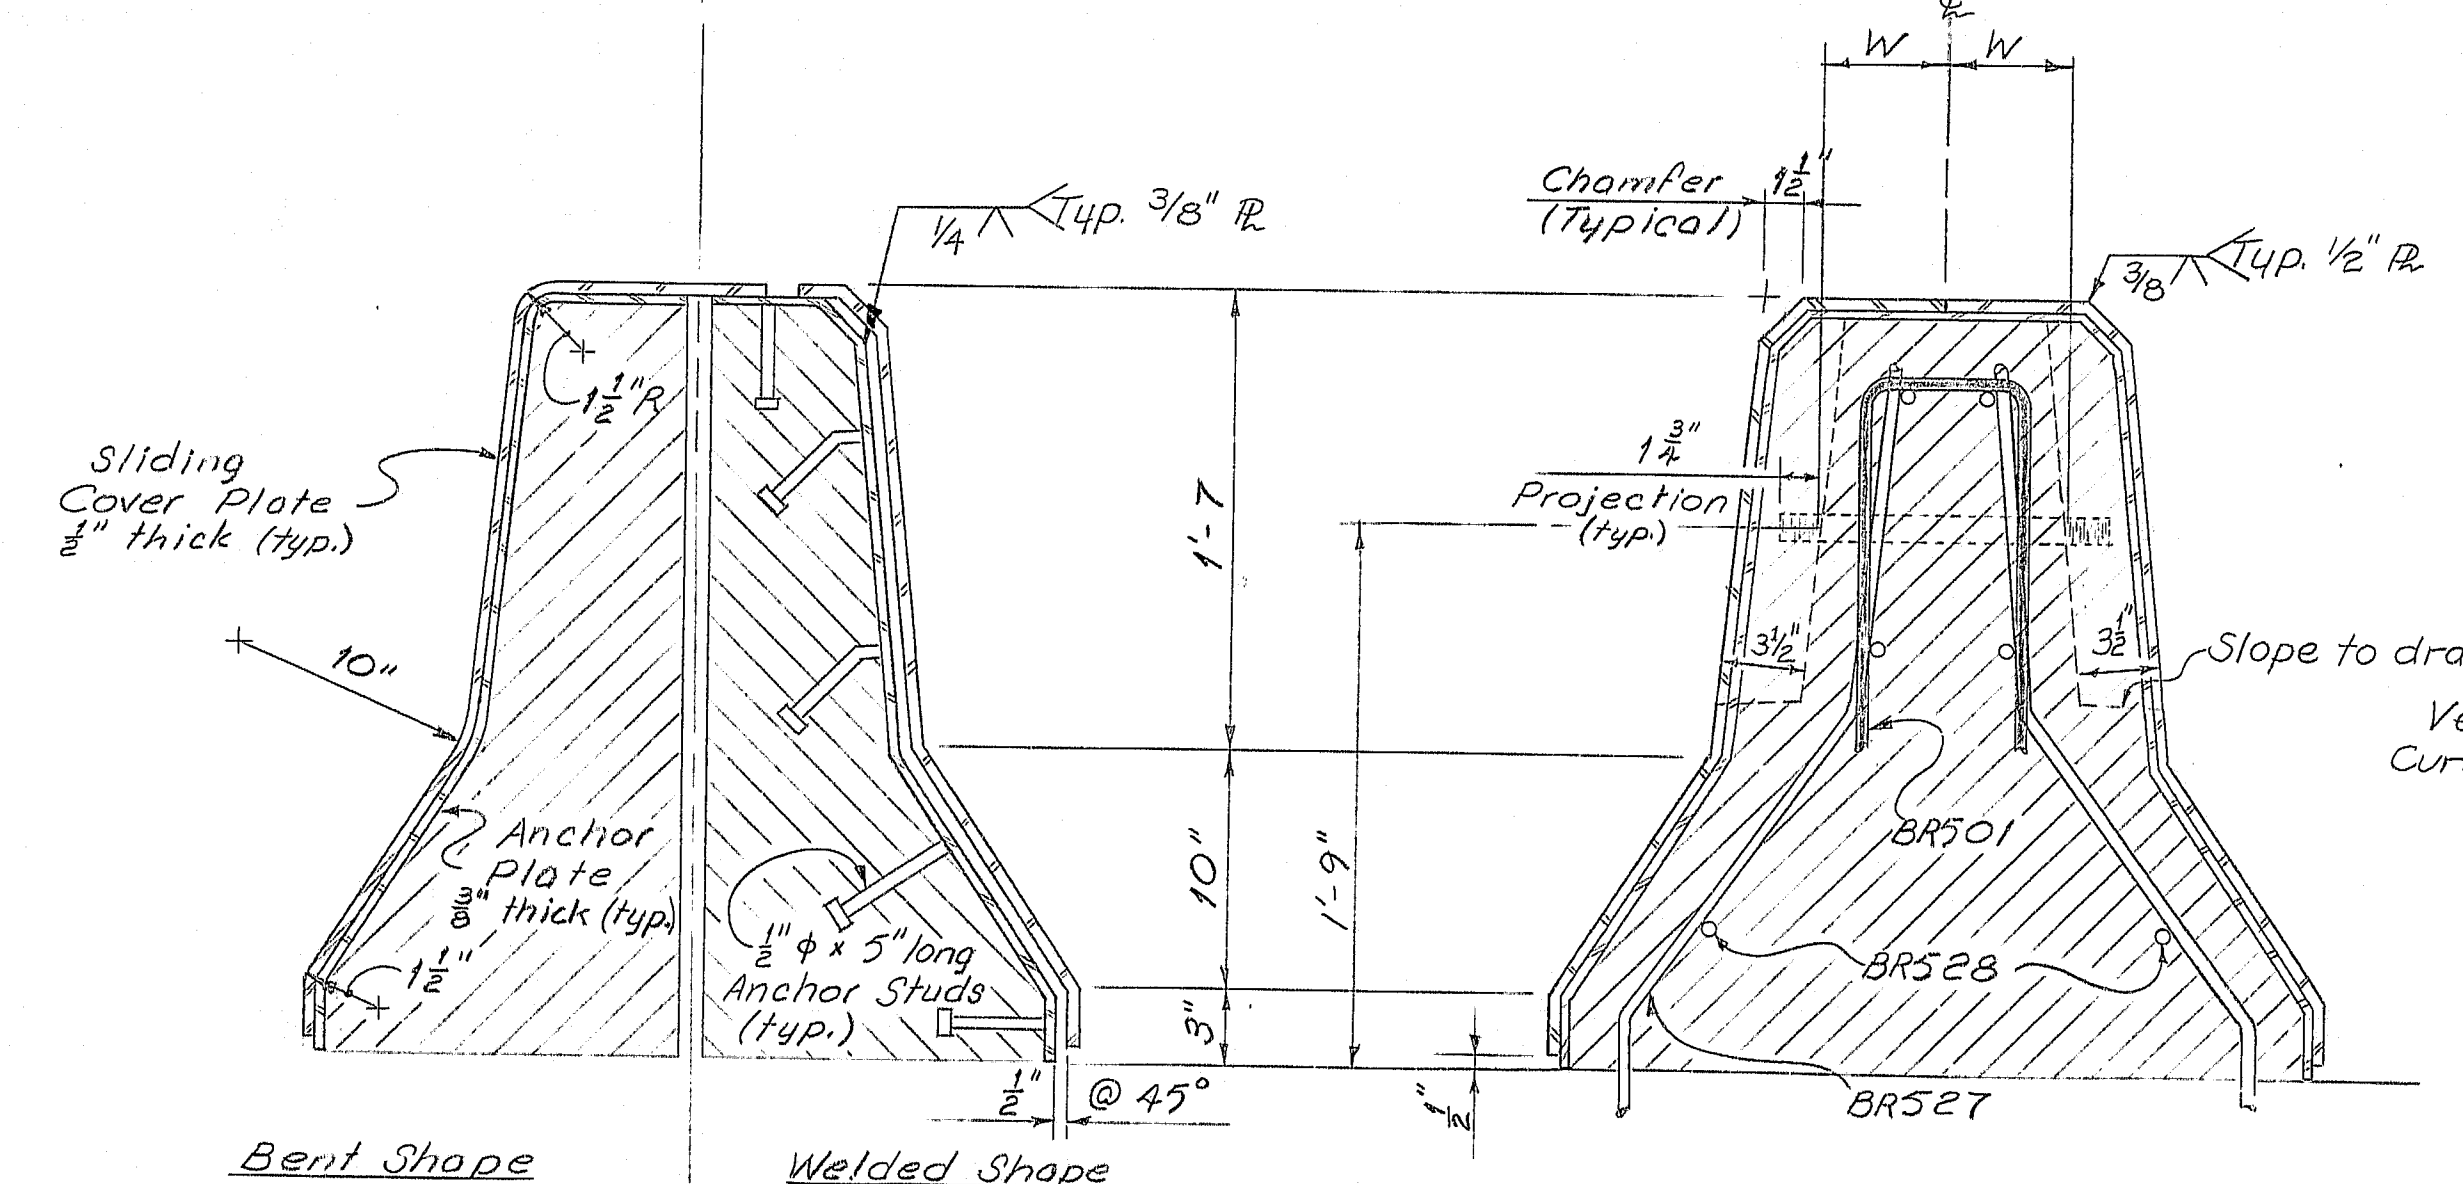 ℄
W W
Chamfer 1 1/2"
(Typical)
1/4 Typ. 3/8" ℞
3/8 Typ. 1/2" ℞
1 1/2" R
Sliding
Cover Plate
1/2" thick (typ.)
10"
1'-7
1 3/4"
Projection
(typ.)
3 1/2"
3 1/2"
Slope to dra
Ve
Cur
Anchor
Plate
3/8" thick (typ.)
1 1/2"
1/2" ϕ x 5" long
Anchor Studs
(typ.)
10"
1'-9"
3"
BR501
BR528
BR527
1/2" @ 45°
1/2"
Bent Shape
Welded Shape